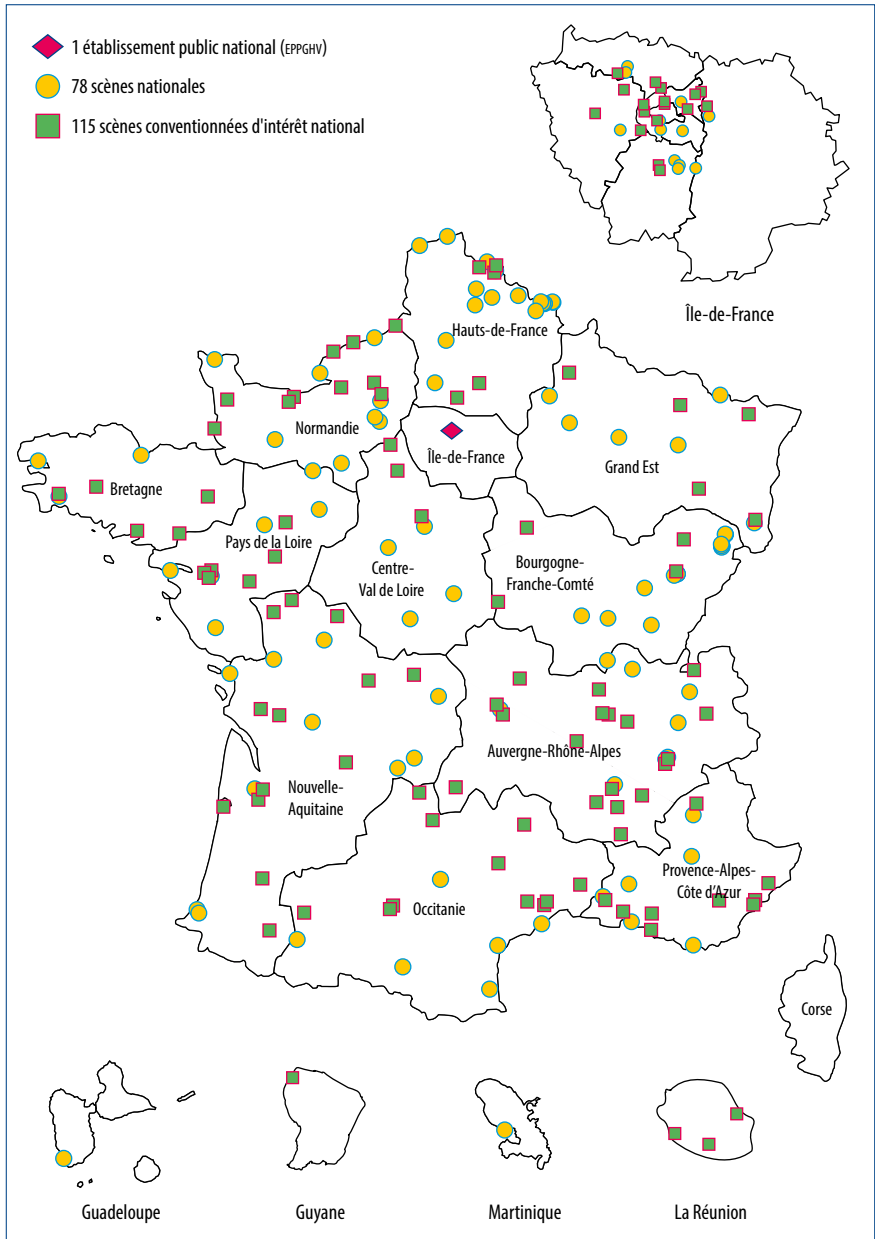 1 établissement public national (EPPGHV)
78 scènes nationales
115 scènes conventionnées d'intérêt national
Île-de-France
Hauts-de-France
Normandie
Île-de-France
Grand Est
Bretagne
Pays de la Loire
Centre-
Val de Loire
Bourgogne-
Franche-Comté
Auvergne-Rhône-Alpes
Nouvelle-
Aquitaine
Provence-Alpes-
Côte d'Azur
Occitanie
Corse
Guadeloupe
Guyane
Martinique
La Réunion